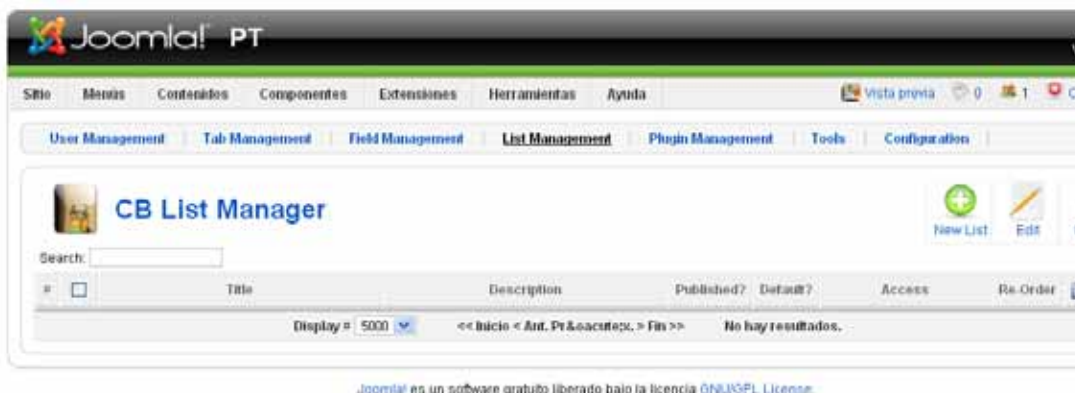 Joomla! PT
Sitio Menús Contenidos Componentes Extensiones Herramientas Ayuda Vista previa 0 1
User Management Tab Management Field Management List Management Plugin Management Tools Configuration
CB List Manager
New List Edit
Search:
# Title Description Published? Default? Access Re-Order
Display # 5000 << Inicio < Ant. Pr&oacute;x. > Fin >> No hay resultados.
Joomla! es un software gratuito liberado bajo la licencia GNU/GPL License.